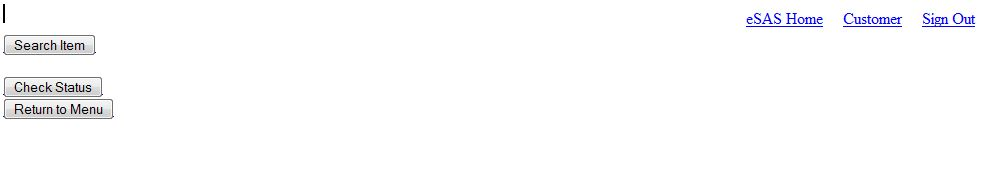 eSAS Home Customer Sign Out
Search Item
Check Status
Return to Menu